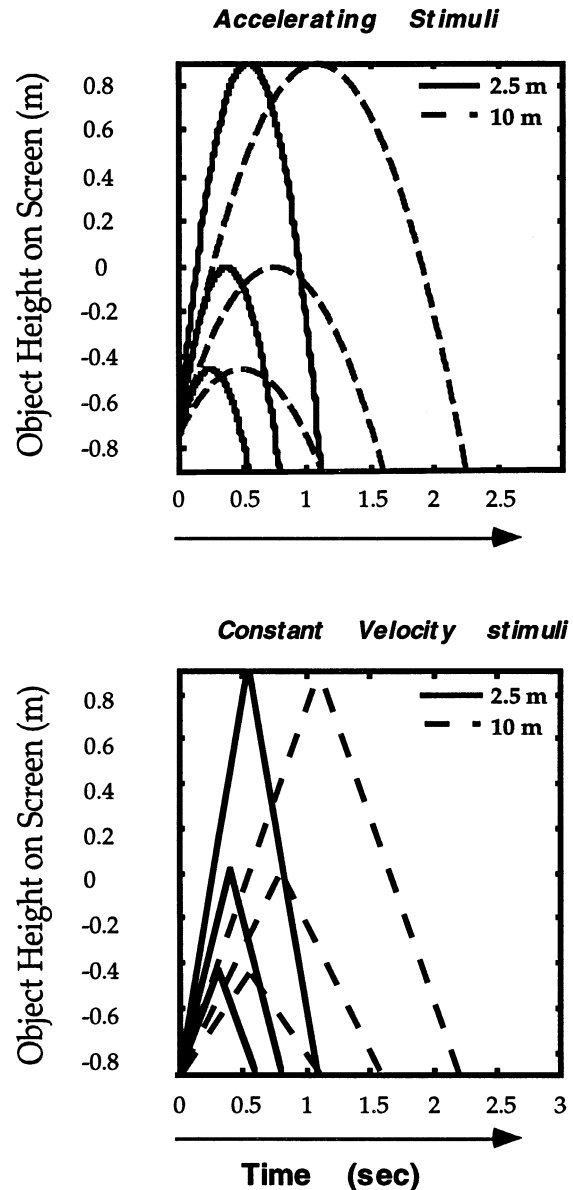 Accelerating Stimuli
Object Height on Screen (m)
0.8
0.6
0.4
0.2
0
-0.2
-0.4
-0.6
-0.8
2.5 m
10 m
0 0.5 1 1.5 2 2.5
Constant Velocity stimuli
Object Height on Screen (m)
0.8
0.6
0.4
0.2
0
-0.2
-0.4
-0.6
-0.8
2.5 m
10 m
0 0.5 1 1.5 2 2.5 3
Time (sec)